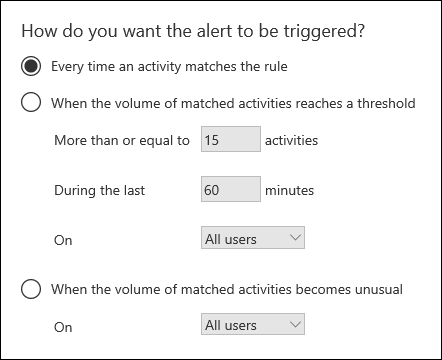 How do you want the alert to be triggered?
Every time an activity matches the rule
When the volume of matched activities reaches a threshold
More than or equal to 15 activities
During the last 60 minutes
On All users
When the volume of matched activities becomes unusual
On All users